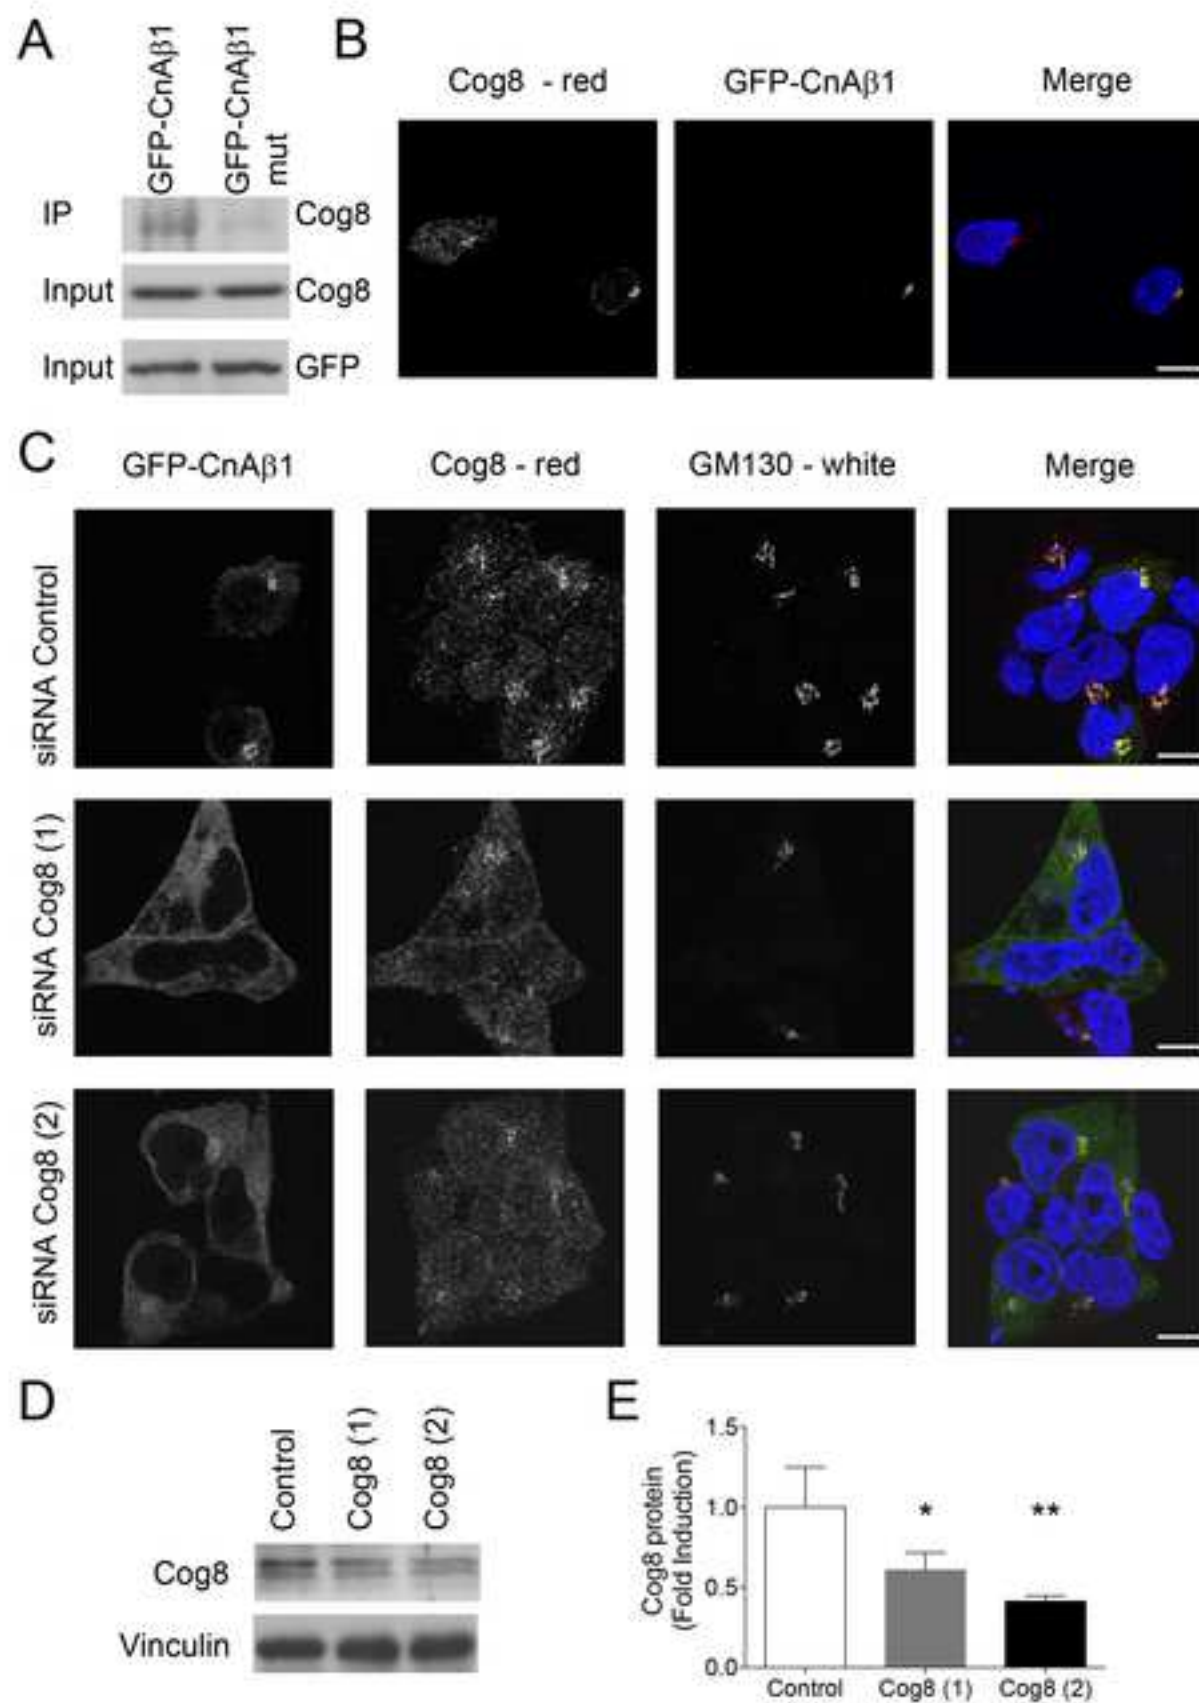 A
GFP-CnAβ1
GFP-CnAβ1
mut
IP
Cog8
Input
Cog8
Input
GFP
B
Cog8 - red
GFP-CnAβ1
Merge
C
GFP-CnAβ1
Cog8 - red
GM130 - white
Merge
siRNA Control
siRNA Cog8 (1)
siRNA Cog8 (2)
D
Control
Cog8 (1)
Cog8 (2)
Cog8
Vinculin
E
Cog8 protein
(Fold Induction)
1.5
1.0
0.5
0.0
*
**
Control
Cog8 (1)
Cog8 (2)